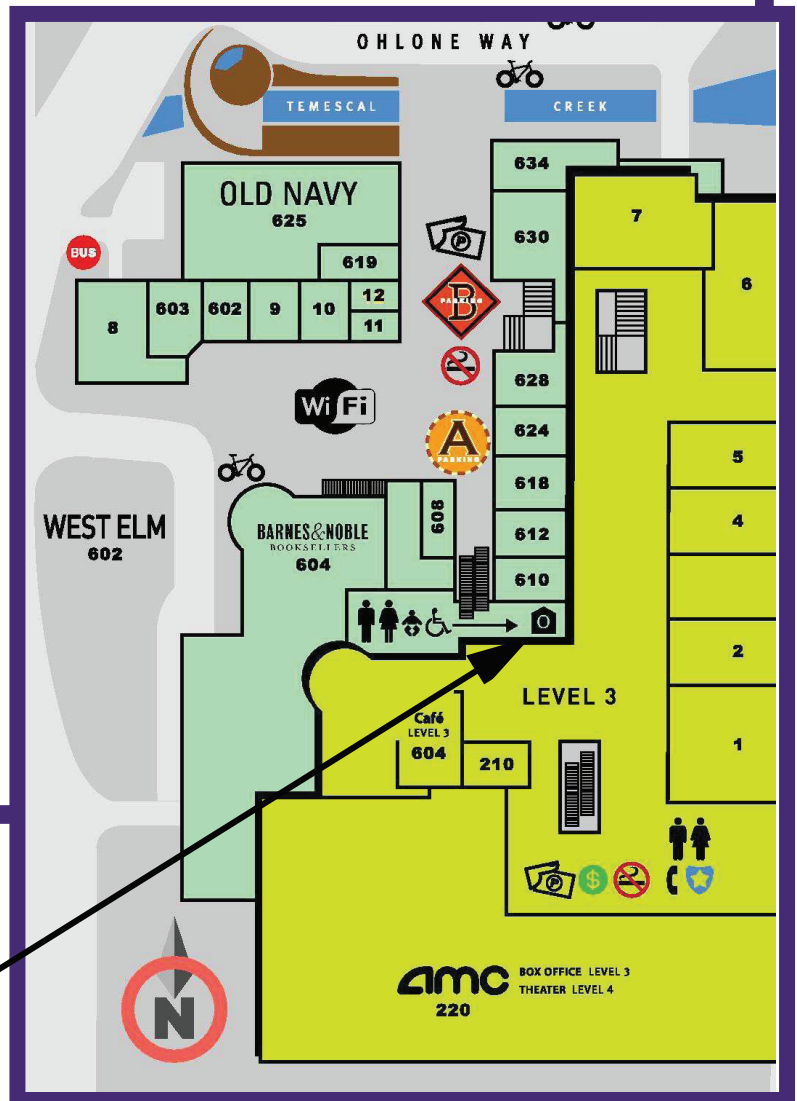 OHLONE WAY
TEMESCAL
CREEK
634
OLD NAVY
625
7
630
BUS
619
6
12
8
603
602
9
10
11
B
PARKING
P
628
WiFi
624
A
PARKING
5
618
WEST ELM
602
BARNES&NOBLE
BOOKSELLERS
604
608
612
4
610
O
2
LEVEL 3
Café
LEVEL 3
604
210
1
P
$
amc
220
BOX OFFICE LEVEL 3
THEATER LEVEL 4
N